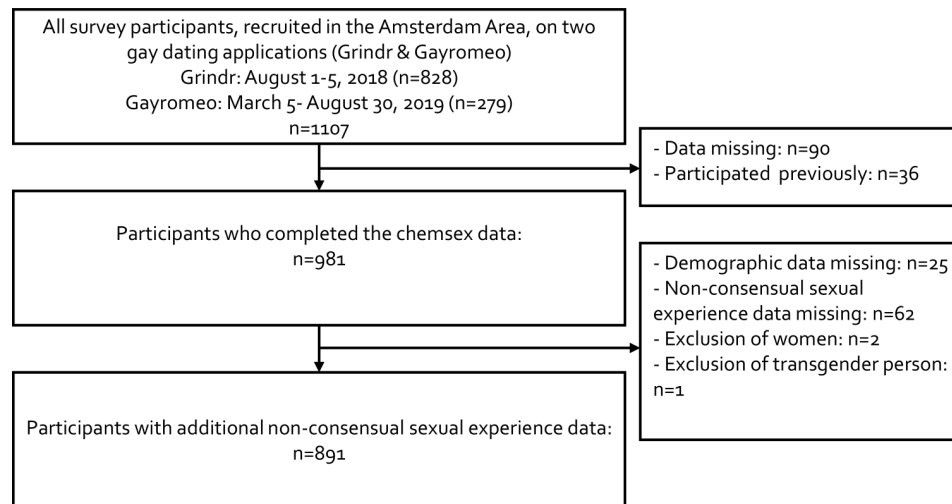 All survey participants, recruited in the Amsterdam Area, on two
gay dating applications (Grindr & Gayromeo)
Grindr: August 1-5, 2018 (n=828)
Gayromeo: March 5- August 30, 2019 (n=279)
n=1107
- Data missing: n=90
- Participated previously: n=36
Participants who completed the chemsex data:
n=981
- Demographic data missing: n=25
- Non-consensual sexual
experience data missing: n=62
- Exclusion of women: n=2
- Exclusion of transgender person:
n=1
Participants with additional non-consensual sexual experience data:
n=891